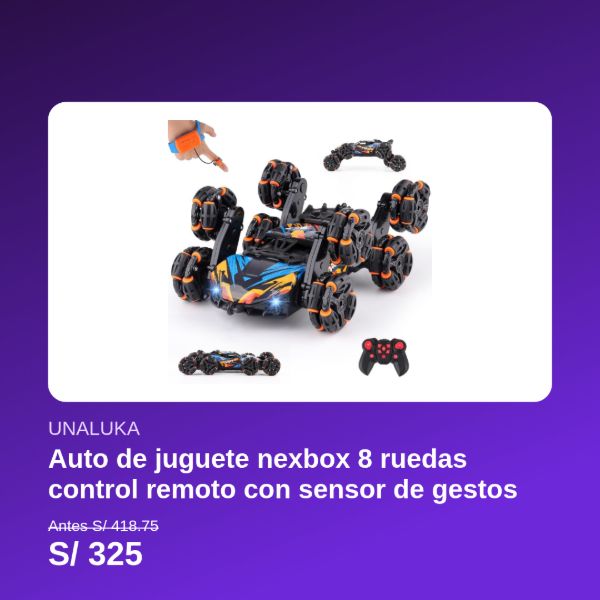 UNALUKA
Auto de juguete nexbox 8 ruedas
control remoto con sensor de gestos
Antes S/ 418.75
S/ 325